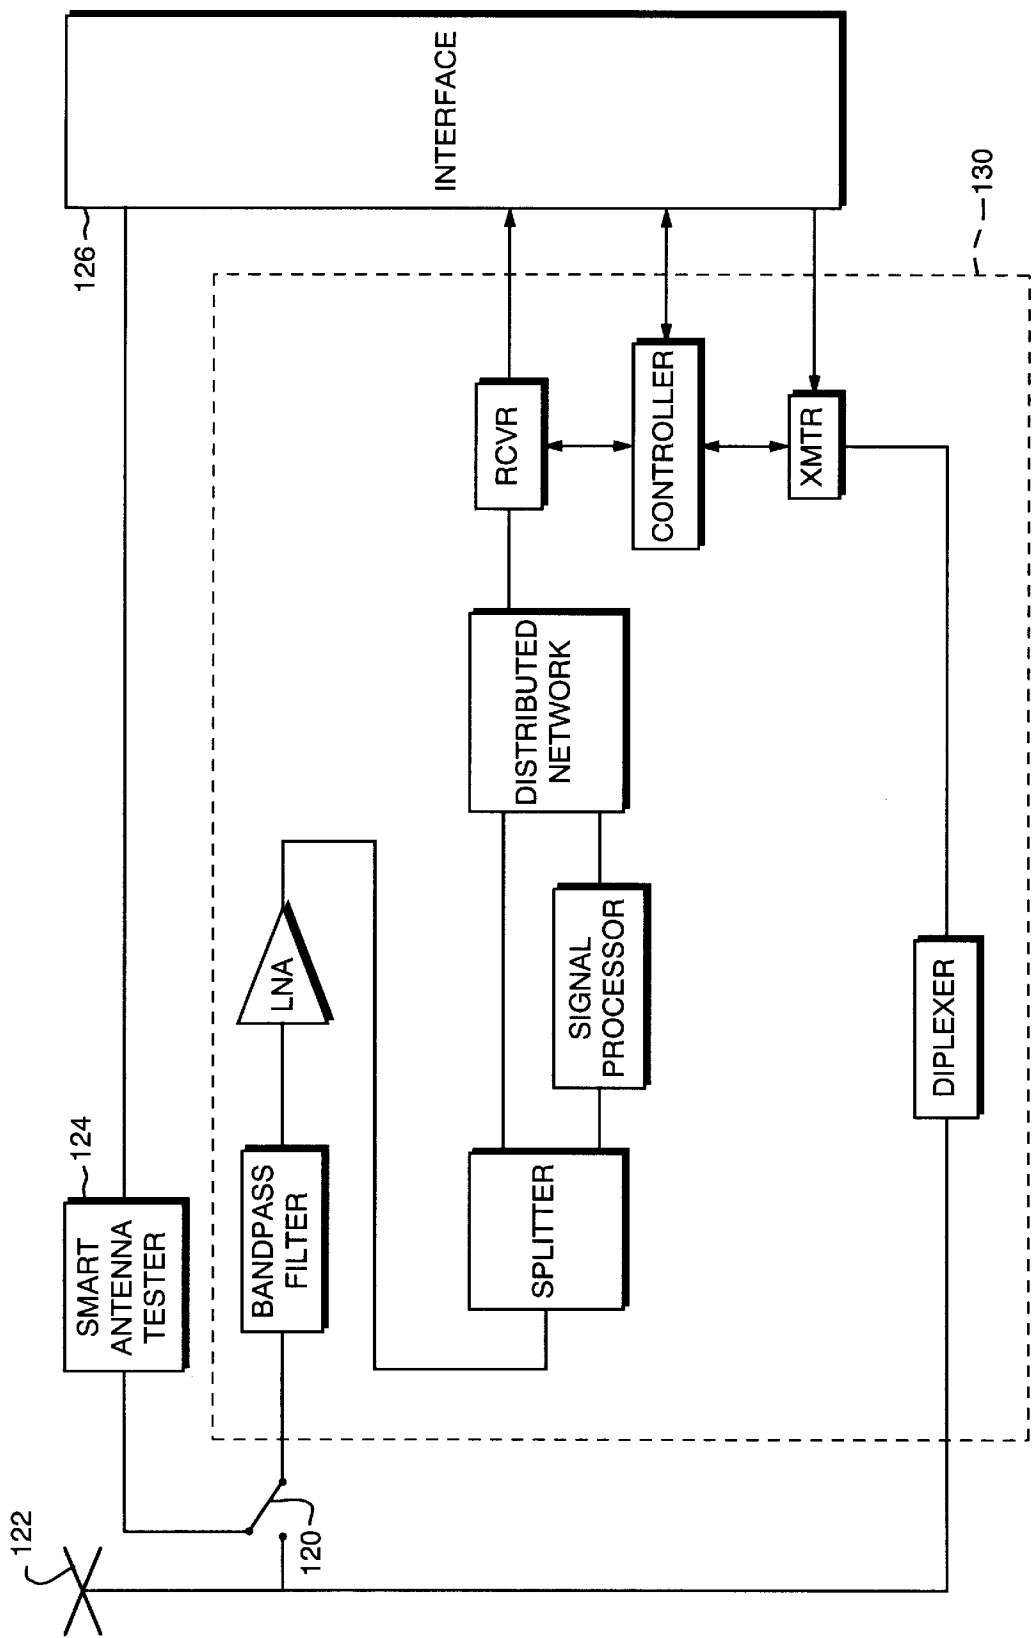 122
124
SMART
ANTENNA
TESTER
126
INTERFACE
120
BANDPASS
FILTER
LNA
SPLITTER
SIGNAL
PROCESSOR
DISTRIBUTED
NETWORK
RCVR
CONTROLLER
XMTR
DIPLEXER
130